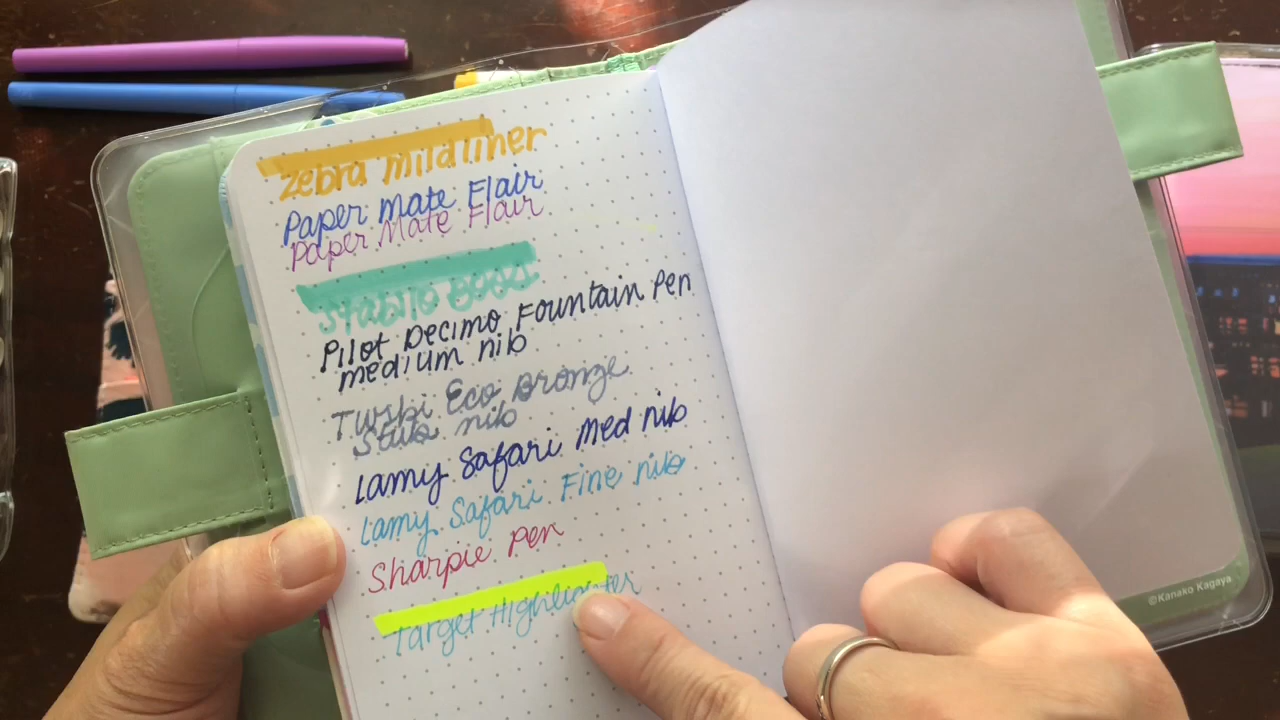 Zebra Mildliner
Paper Mate Flair
Paper Mate Flair
Stabilo Boss
Pilot Decimo Fountain Pen
medium nib
Twsbi Eco Bronze
Stub nib
Lamy Safari Med nib
Lamy Safari Fine nib
Sharpie Pen
Target Highlighter
©Kanako Kagaya